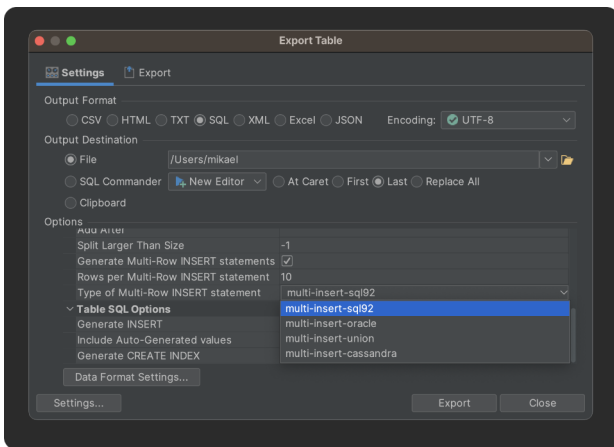 Export Table
Settings Export
Output Format
CSV HTML TXT SQL XML Excel JSON Encoding: UTF-8
Output Destination
File /Users/mikael
SQL Commander New Editor At Caret First Last Replace All
Clipboard
Options
Add After
Split Larger Than Size -1
Generate Multi-Row INSERT statements
Rows per Multi-Row INSERT statement 10
Type of Multi-Row INSERT statement multi-insert-sql92
Table SQL Options multi-insert-sql92
Generate INSERT multi-insert-oracle
Include Auto-Generated values multi-insert-union
Generate CREATE INDEX multi-insert-cassandra
Data Format Settings...
Settings... Export Close